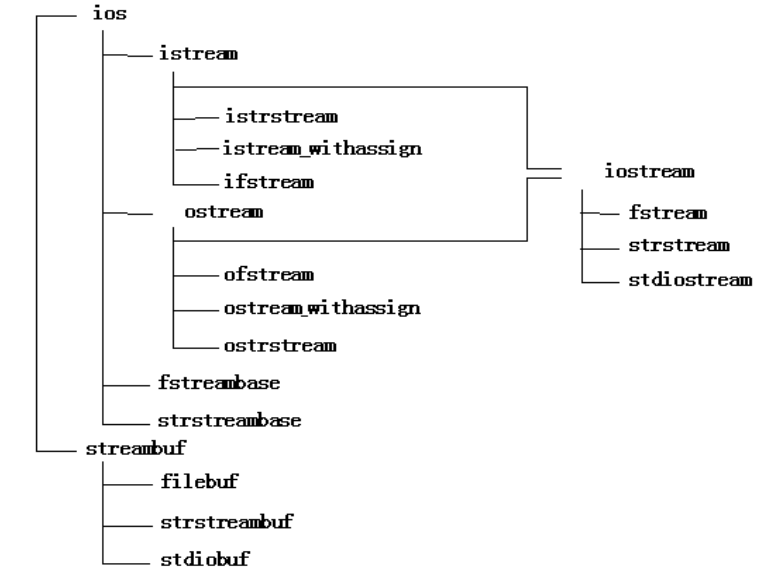 ios
istream
istrstream
istream_withassign
ifstream
ostream
ofstream
ostream_withassign
ostrstream
fstreambase
strstreambase
iostream
fstream
strstream
stdiostream
streambuf
filebuf
strstreambuf
stdiobuf